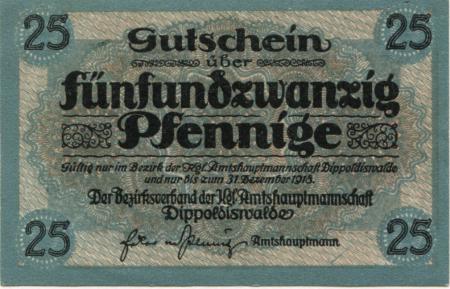 25 Gutschein 25
über
fünfundzwanzig
Pfennige
Gültig nur im Bezirk der Kgl. Amtshauptmannschaft Dippoldiswalde
und nur bis zum 31. Dezember 1918.
Der Bezirksverband der Kgl. Amtshauptmannschaft
Dippoldiswalde
25 Amtshauptmann 25